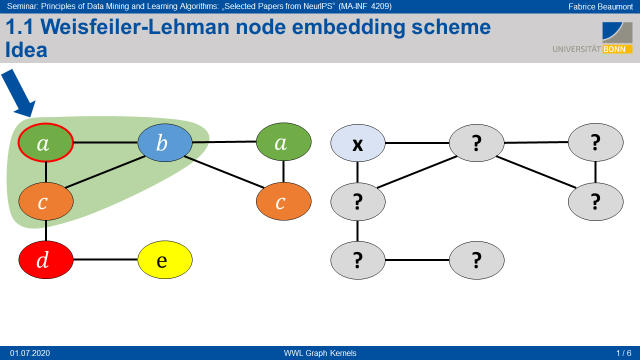 Seminar: Principles of Data Mining and Learning Algorithms: „Selected Papers from NeurIPS" (MA-INF 4209)
Fabrice Beaumont
1.1 Weisfeiler-Lehman node embedding scheme
Idea
UNIVERSITÄT BONN
a b a x ? ?
c c ? ?
d e ? ?
01.07.2020
WWL Graph Kernels
1 / 6